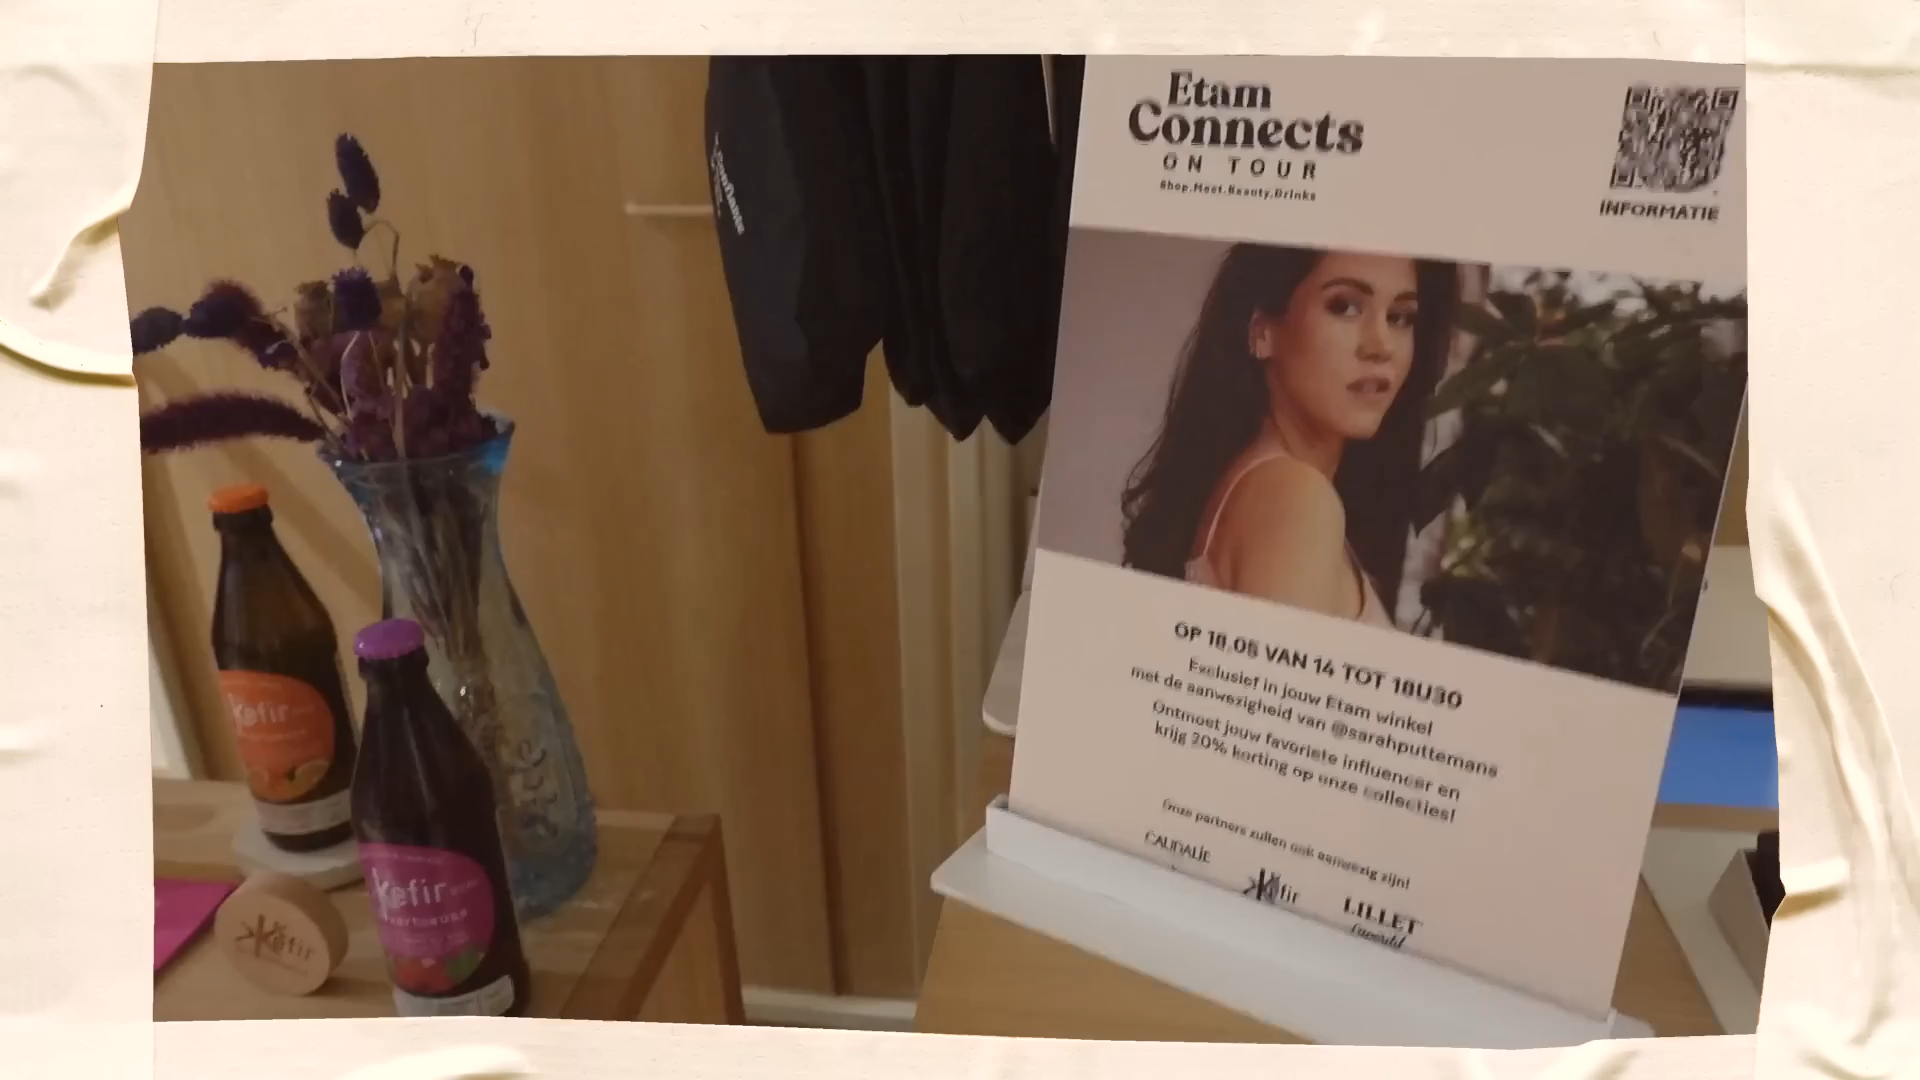 Etam
Connects
ON TOUR
Shop.Meet.Beauty.Drinks
INFORMATIE
OP 18.05 VAN 14 TOT 18U30
Exclusief in jouw Etam winkel
met de aanwezigheid van @sarahputtemans
Ontmoet jouw favoriete influencer en
krijg 20% korting op onze collecties!
Onze partners zullen ook aanwezig zijn!
CAUDALIE
Kefir
LILLET
kefir
kefir
Kefir